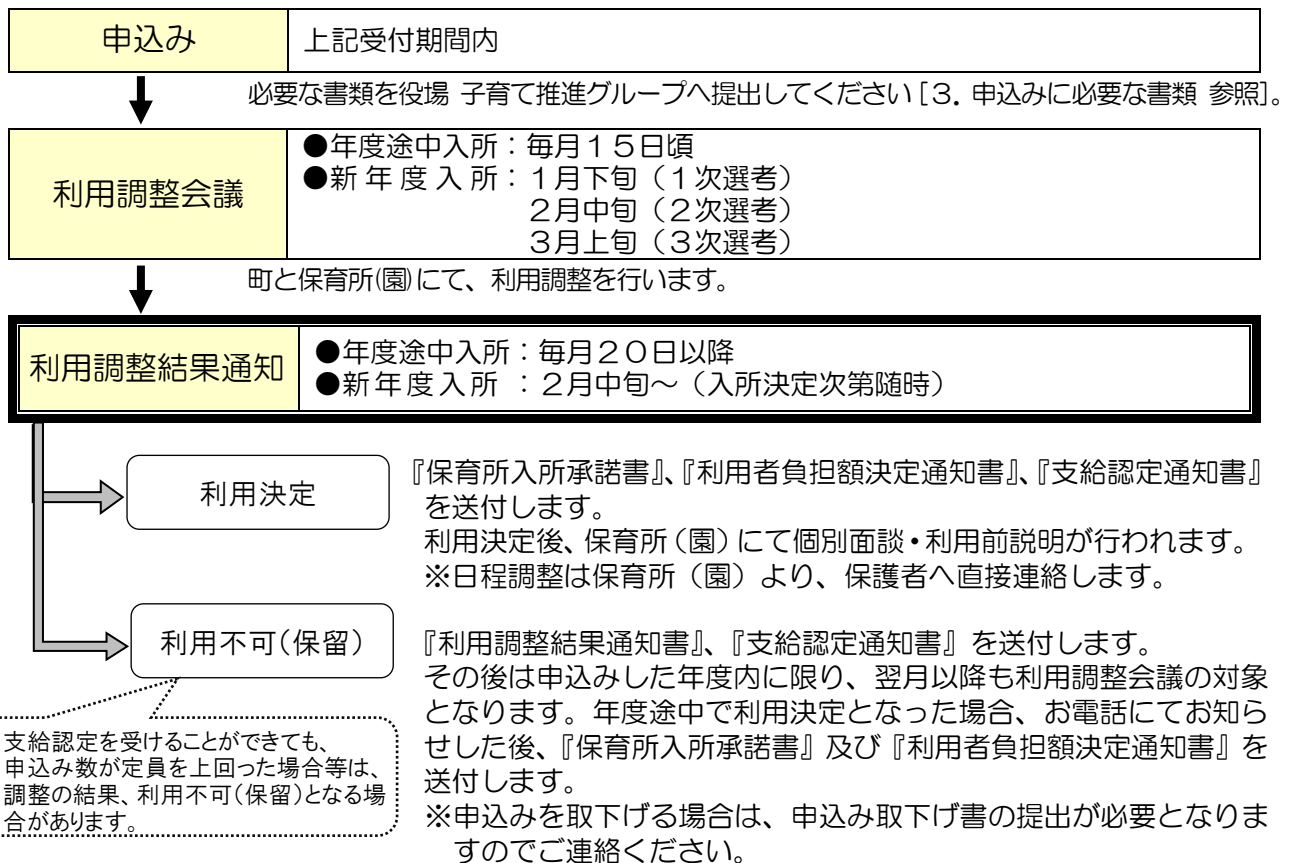 申込み
上記受付期間内
必要な書類を役場 子育て推進グループへ提出してください[3. 申込みに必要な書類 参照]。
利用調整会議
●年度途中入所:毎月15日頃
●新年度入所:1月下旬(1次選考)
2月中旬(2次選考)
3月上旬(3次選考)
町と保育所(園)にて、利用調整を行います。
利用調整結果通知
●年度途中入所:毎月20日以降
●新年度入所 :2月中旬~(入所決定次第随時)
利用決定
『保育所入所承諾書』、『利用者負担額決定通知書』、『支給認定通知書』
を送付します。
利用決定後、保育所(園)にて個別面談・利用前説明が行われます。
※日程調整は保育所(園)より、保護者へ直接連絡します。
利用不可(保留)
『利用調整結果通知書』、『支給認定通知書』を送付します。
その後は申込みした年度内に限り、翌月以降も利用調整会議の対象
となります。年度途中で利用決定となった場合、お電話にてお知ら
せした後、『保育所入所承諾書』及び『利用者負担額決定通知書』を
送付します。
※申込みを取下げる場合は、申込み取下げ書の提出が必要となりま
すのでご連絡ください。
支給認定を受けることができても、
申込み数が定員を上回った場合等は、
調整の結果、利用不可(保留)となる場
合があります。